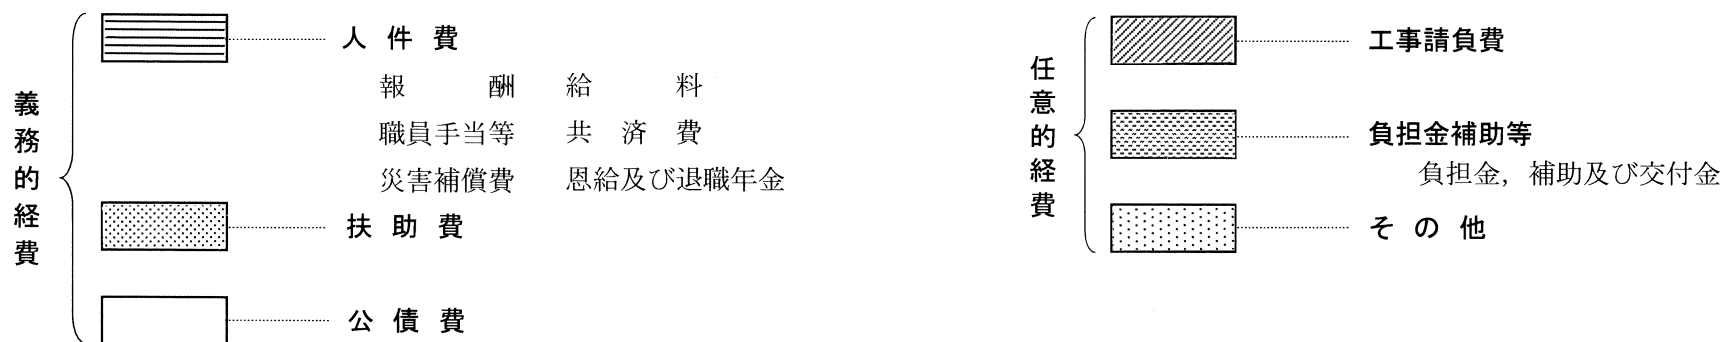 義務的経費
人件費
報酬 給料
職員手当等 共済費
災害補償費 恩給及び退職年金
扶助費
公債費
任意的経費
工事請負費
負担金補助等
負担金，補助及び交付金
その他